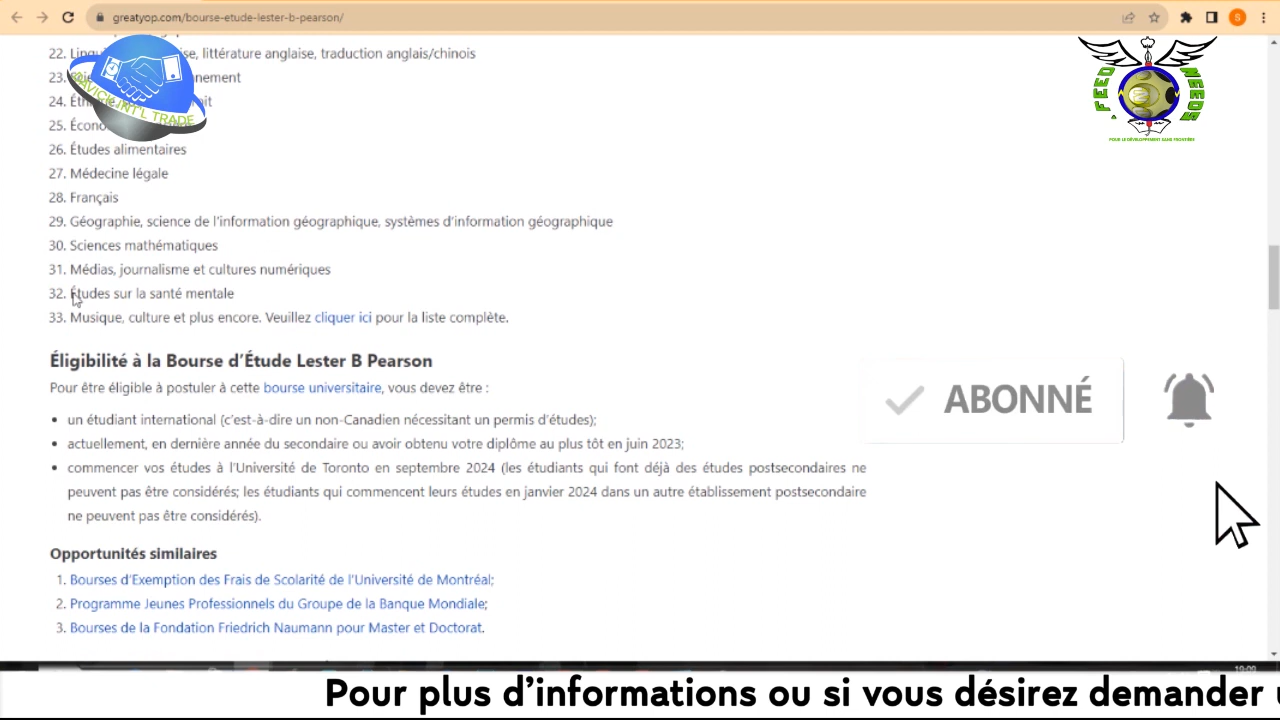 greatyop.com/bourse-etude-lester-b-pearson/
S
22. littérature anglaise, traduction anglais/chinois
23.
24.
25.
26. Études alimentaires
27. Médecine légale
28. Français
29. Géographie, science de l'information géographique, systèmes d'information géographique
30. Sciences mathématiques
31. Médias, journalisme et cultures numériques
32. Études sur la santé mentale
33. Musique, culture et plus encore. Veuillez cliquer ici pour la liste complète.
INT'L TRADE
FEED NEEDS
POUR LE DÉVELOPPEMENT SANS FRONTIÈRE
Éligibilité à la Bourse d'Étude Lester B Pearson
Pour être éligible à postuler à cette bourse universitaire, vous devez être :
• un étudiant international (c'est-à-dire un non-Canadien nécessitant un permis d'études);
• actuellement, en dernière année du secondaire ou avoir obtenu votre diplôme au plus tôt en juin 2023;
• commencer vos études à l'Université de Toronto en septembre 2024 (les étudiants qui font déjà des études postsecondaires ne
peuvent pas être considérés; les étudiants qui commencent leurs études en janvier 2024 dans un autre établissement postsecondaire
ne peuvent pas être considérés).
ABONNÉ
Opportunités similaires
1. Bourses d'Exemption des Frais de Scolarité de l'Université de Montréal;
2. Programme Jeunes Professionnels du Groupe de la Banque Mondiale;
3. Bourses de la Fondation Friedrich Naumann pour Master et Doctorat.
Pour plus d'informations ou si vous désirez demander